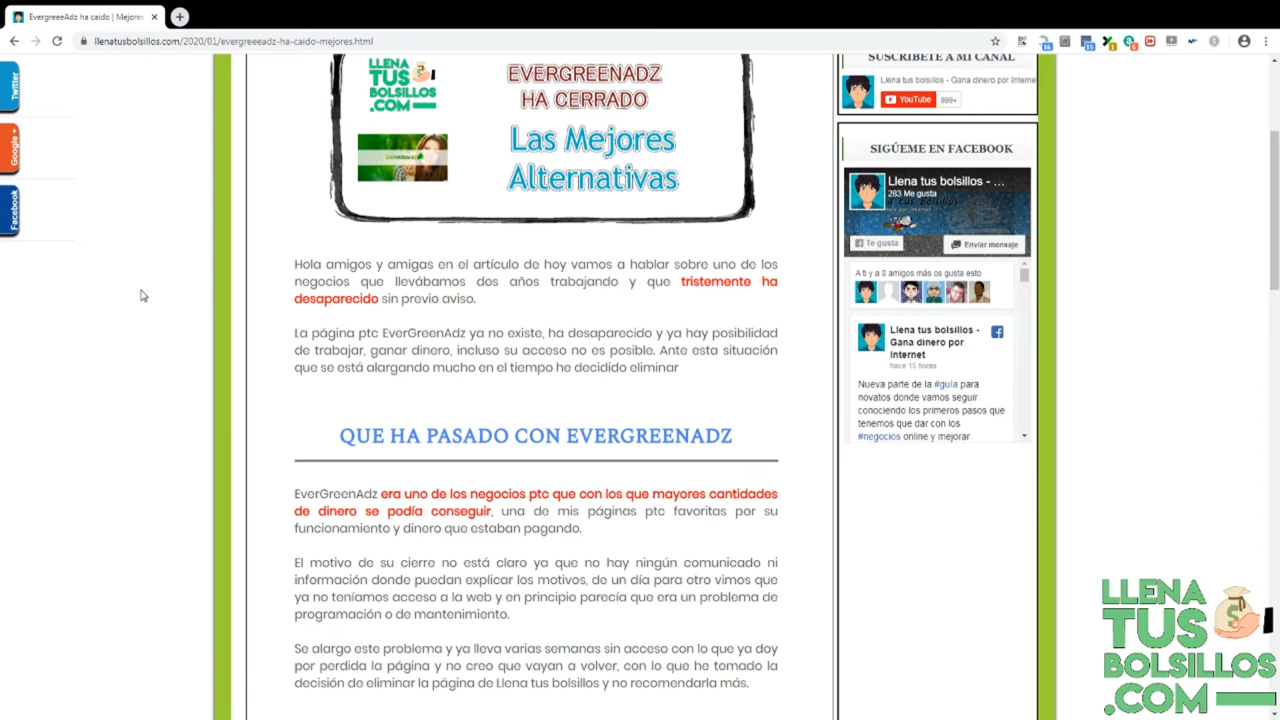 EvergreeeAdz ha caido | Mejores
llenatusbolsillos.com/2020/01/evergreeeadz-ha-caido-mejores.html
Twitter
Google +
Facebook
LLENA
TUS
BOLSILLOS
.COM
EVERGREENADZ
HA CERRADO
Las Mejores
Alternativas
Hola amigos y amigas en el artículo de hoy vamos a hablar sobre uno de los
negocios que llevábamos dos años trabajando y que tristemente ha
desaparecido sin previo aviso.
La página ptc EverGreenAdz ya no existe, ha desaparecido y ya hay posibilidad
de trabajar, ganar dinero, incluso su acceso no es posible. Ante esta situación
que se está alargando mucho en el tiempo he decidido eliminar
QUE HA PASADO CON EVERGREENADZ
EverGreenAdz era uno de los negocios ptc que con los que mayores cantidades
de dinero se podía conseguir, una de mis páginas ptc favoritas por su
funcionamiento y dinero que estaban pagando.
El motivo de su cierre no está claro ya que no hay ningún comunicado ni
información donde puedan explicar los motivos, de un día para otro vimos que
ya no teníamos acceso a la web y en principio parecía que era un problema de
programación o de mantenimiento.
Se alargo este problema y ya lleva varias semanas sin acceso con lo que ya doy
por perdida la página y no creo que vayan a volver, con lo que he tomado la
decisión de eliminar la página de Llena tus bolsillos y no recomendarla más.
SUSCRIBETE A MI CANAL
Llena tus bolsillos - Gana dinero por Interne
YouTube 999+
SIGÚEME EN FACEBOOK
Llena tus bolsillos - ...
283 Me gusta
Te gusta
Enviar mensaje
A ti y a 8 amigos más os gusta esto
Llena tus bolsillos -
Gana dinero por
Internet
hace 15 horas
Nueva parte de la #guía para
novatos donde vamos seguir
conociendo los primeros pasos que
tenemos que dar con los
#negocios online y mejorar
LLENA
TUS
BOLSILLOS
.COM